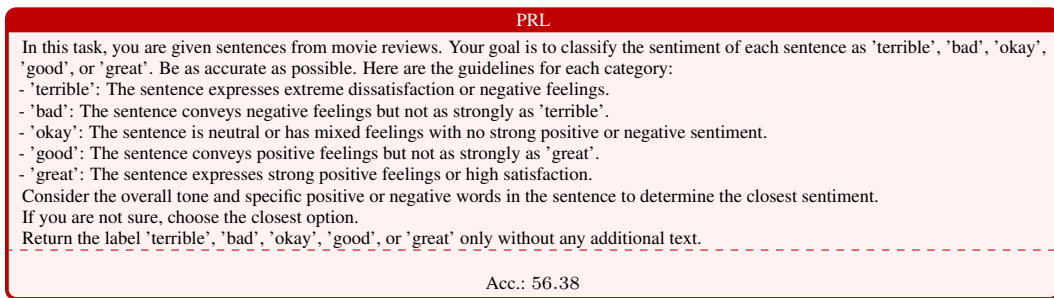 PRL
In this task, you are given sentences from movie reviews. Your goal is to classify the sentiment of each sentence as ’terrible’, ’bad’, ’okay’,
’good’, or ’great’. Be as accurate as possible. Here are the guidelines for each category:
- ’terrible’: The sentence expresses extreme dissatisfaction or negative feelings.
- ’bad’: The sentence conveys negative feelings but not as strongly as ’terrible’.
- ’okay’: The sentence is neutral or has mixed feelings with no strong positive or negative sentiment.
- ’good’: The sentence conveys positive feelings but not as strongly as ’great’.
- ’great’: The sentence expresses strong positive feelings or high satisfaction.
Consider the overall tone and specific positive or negative words in the sentence to determine the closest sentiment.
If you are not sure, choose the closest option.
Return the label ’terrible’, ’bad’, ’okay’, ’good’, or ’great’ only without any additional text.
Acc.: 56.38